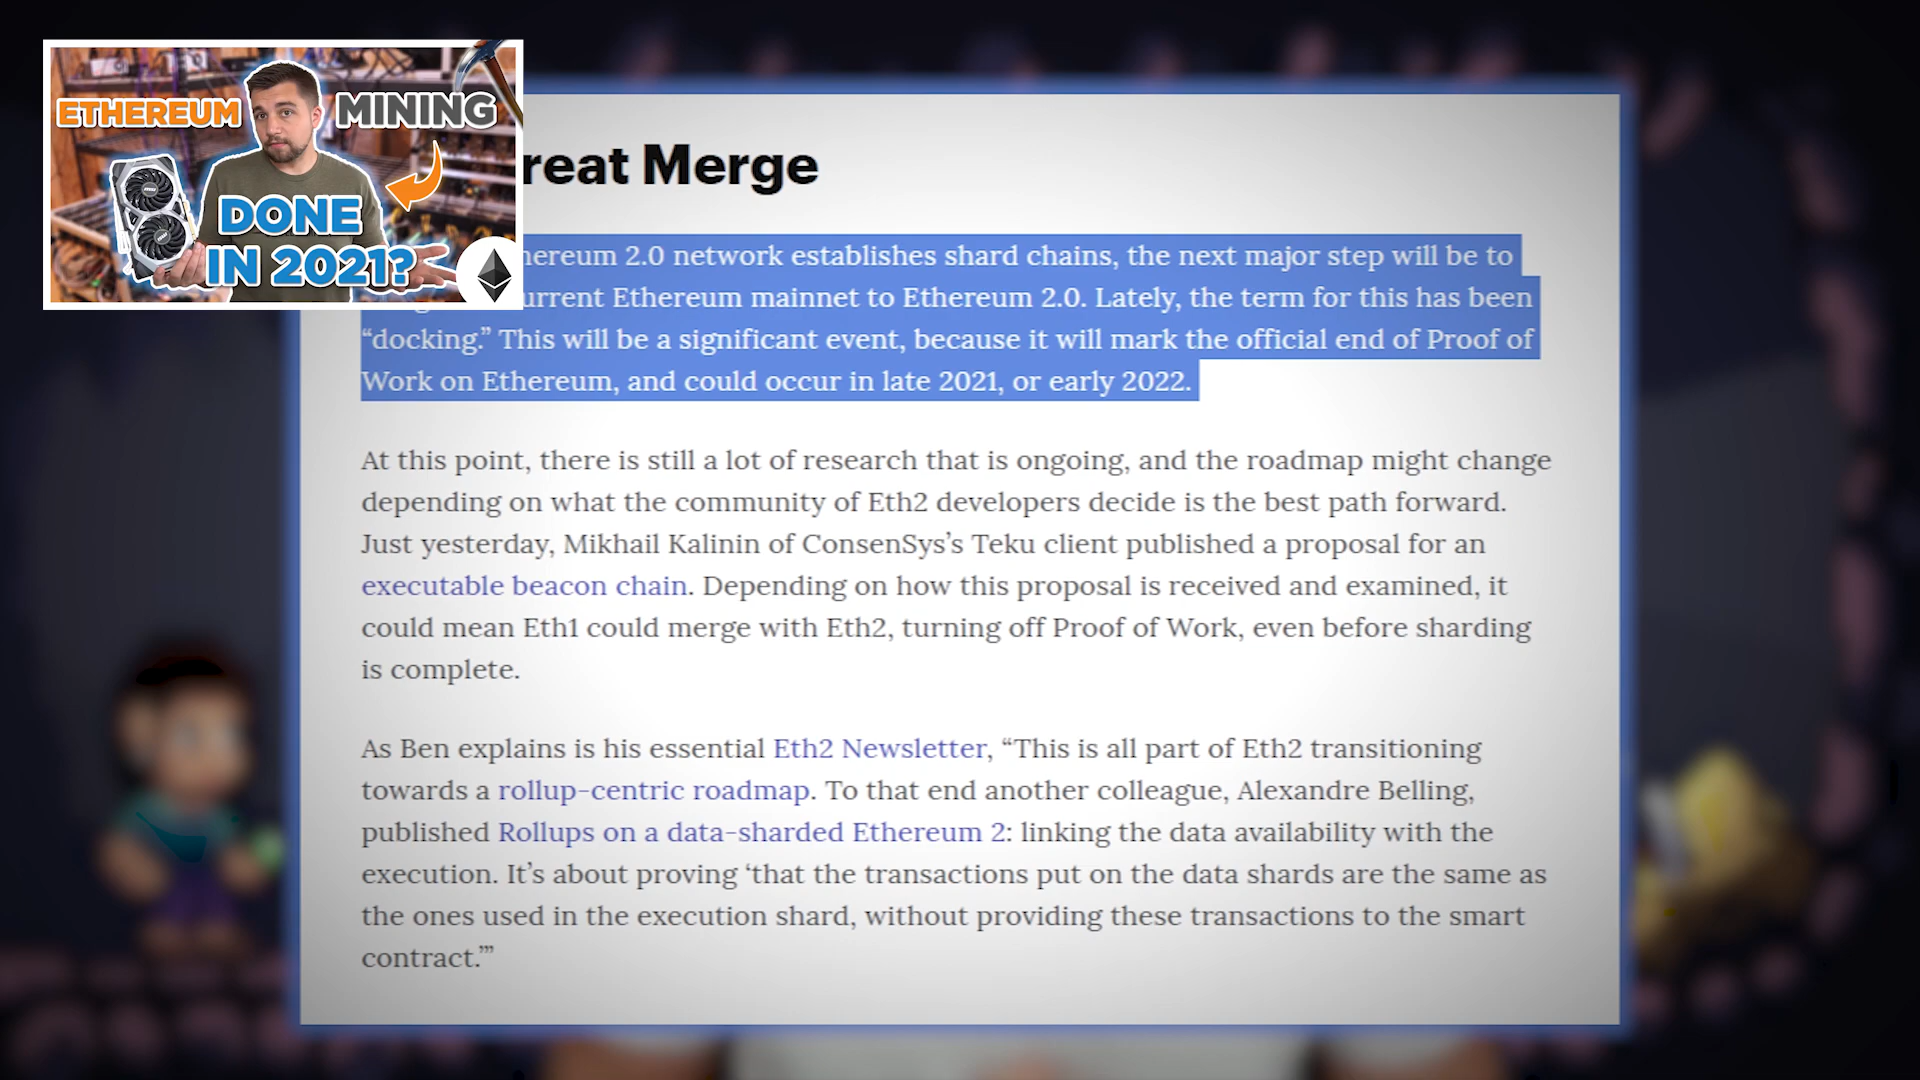 ETHEREUM MINING
DONE
IN 2021?
reat Merge
hereum 2.0 network establishes shard chains, the next major step will be to
urrent Ethereum mainnet to Ethereum 2.0. Lately, the term for this has been
“docking.” This will be a significant event, because it will mark the official end of Proof of
Work on Ethereum, and could occur in late 2021, or early 2022.
At this point, there is still a lot of research that is ongoing, and the roadmap might change
depending on what the community of Eth2 developers decide is the best path forward.
Just yesterday, Mikhail Kalinin of ConsenSys’s Teku client published a proposal for an
executable beacon chain. Depending on how this proposal is received and examined, it
could mean Eth1 could merge with Eth2, turning off Proof of Work, even before sharding
is complete.
As Ben explains is his essential Eth2 Newsletter, “This is all part of Eth2 transitioning
towards a rollup-centric roadmap. To that end another colleague, Alexandre Belling,
published Rollups on a data-sharded Ethereum 2: linking the data availability with the
execution. It’s about proving ‘that the transactions put on the data shards are the same as
the ones used in the execution shard, without providing these transactions to the smart
contract.’”